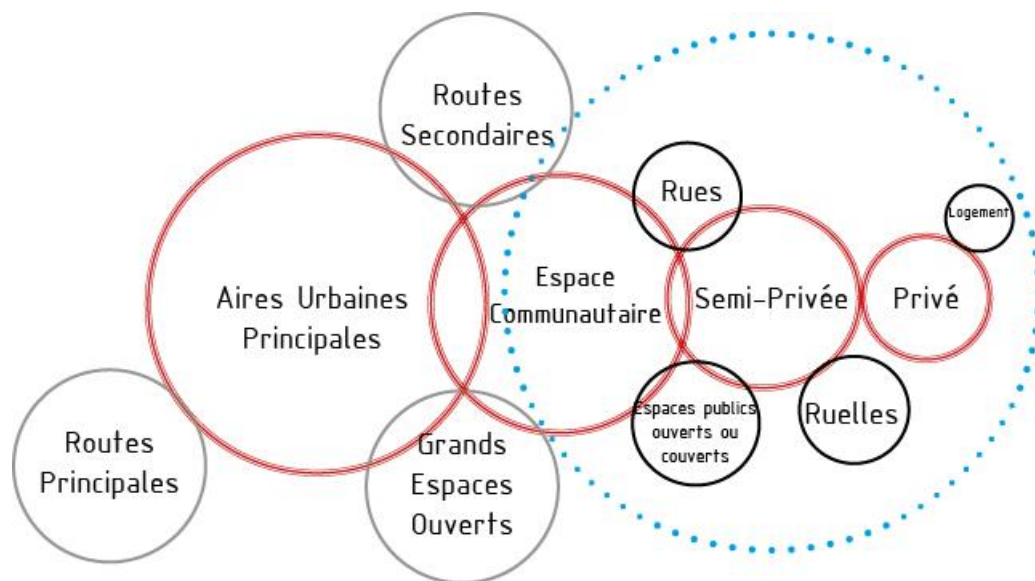 Routes
Secondaires
Rues
Logement
Aires Urbaines
Principales
Espace
Communautaire
Semi-Privée
Privé
Routes
Principales
Grands
Espaces
Ouverts
Espaces publics
ouverts ou
couverts
Ruelles